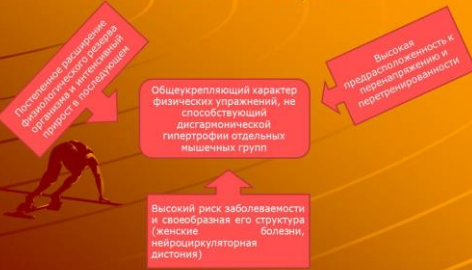 Постепенное расширение
физиологического резерва
организма и интенсивный
прирост в последующем
Высокая
предрасположенность к
перенапряжению и
перетренированности
Общеукрепляющий характер
физических упражнений, не
способствующий
дисгармонической
гипертрофии отдельных
мышечных групп
Высокий риск заболеваемости
и своеобразная его структура
(женские болезни,
нейроциркуляторная
дистония)